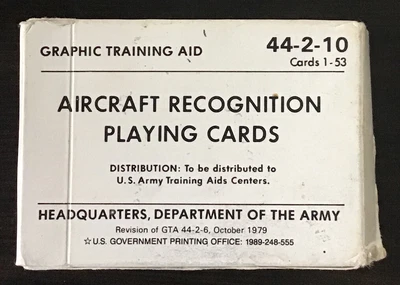 GRAPHIC TRAINING AID 44-2-10
Cards 1-53
AIRCRAFT RECOGNITION
PLAYING CARDS
DISTRIBUTION: To be distributed to
U.S. Army Training Aids Centers.
HEADQUARTERS, DEPARTMENT OF THE ARMY
Revision of GTA 44-2-6, October 1979
☆U.S. GOVERNMENT PRINTING OFFICE: 1989-248-555